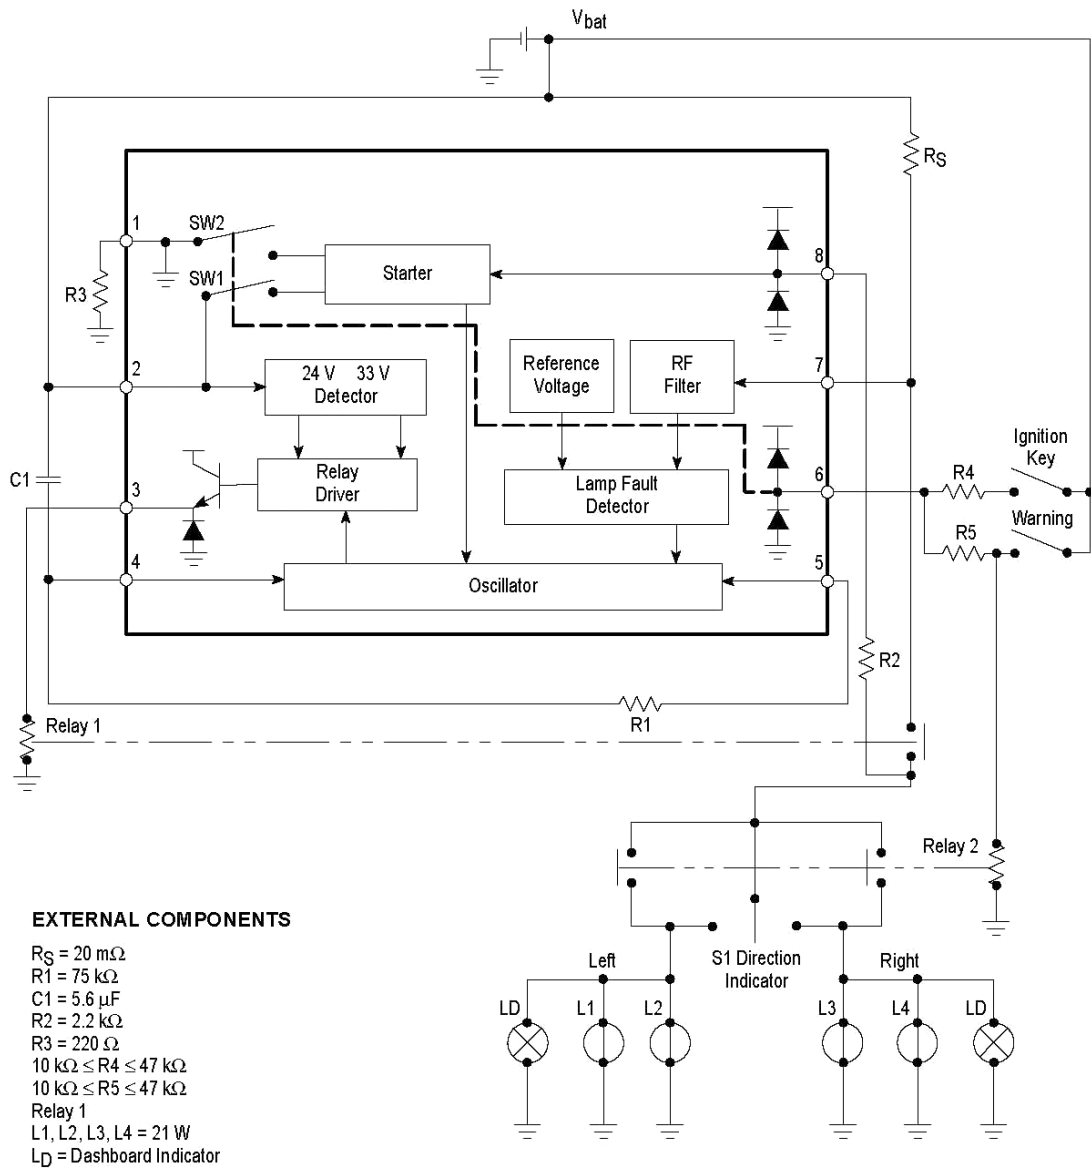 Vbat
RS
1
SW2
Starter
8
R3
SW1
2
24 V 33 V
Detector
Reference
Voltage
RF
Filter
7
Ignition
Key
C1
3
Relay
Driver
Lamp Fault
Detector
6
R4
Warning
R5
4
Oscillator
5
R2
Relay 1
R1
Relay 2
S1 Direction
Indicator
Left
Right
LD
L1
L2
L3
L4
LD
EXTERNAL COMPONENTS
RS = 20 mΩ
R1 = 75 kΩ
C1 = 5.6 µF
R2 = 2.2 kΩ
R3 = 220 Ω
10 kΩ ≤ R4 ≤ 47 kΩ
10 kΩ ≤ R5 ≤ 47 kΩ
Relay 1
L1, L2, L3, L4 = 21 W
LD = Dashboard Indicator